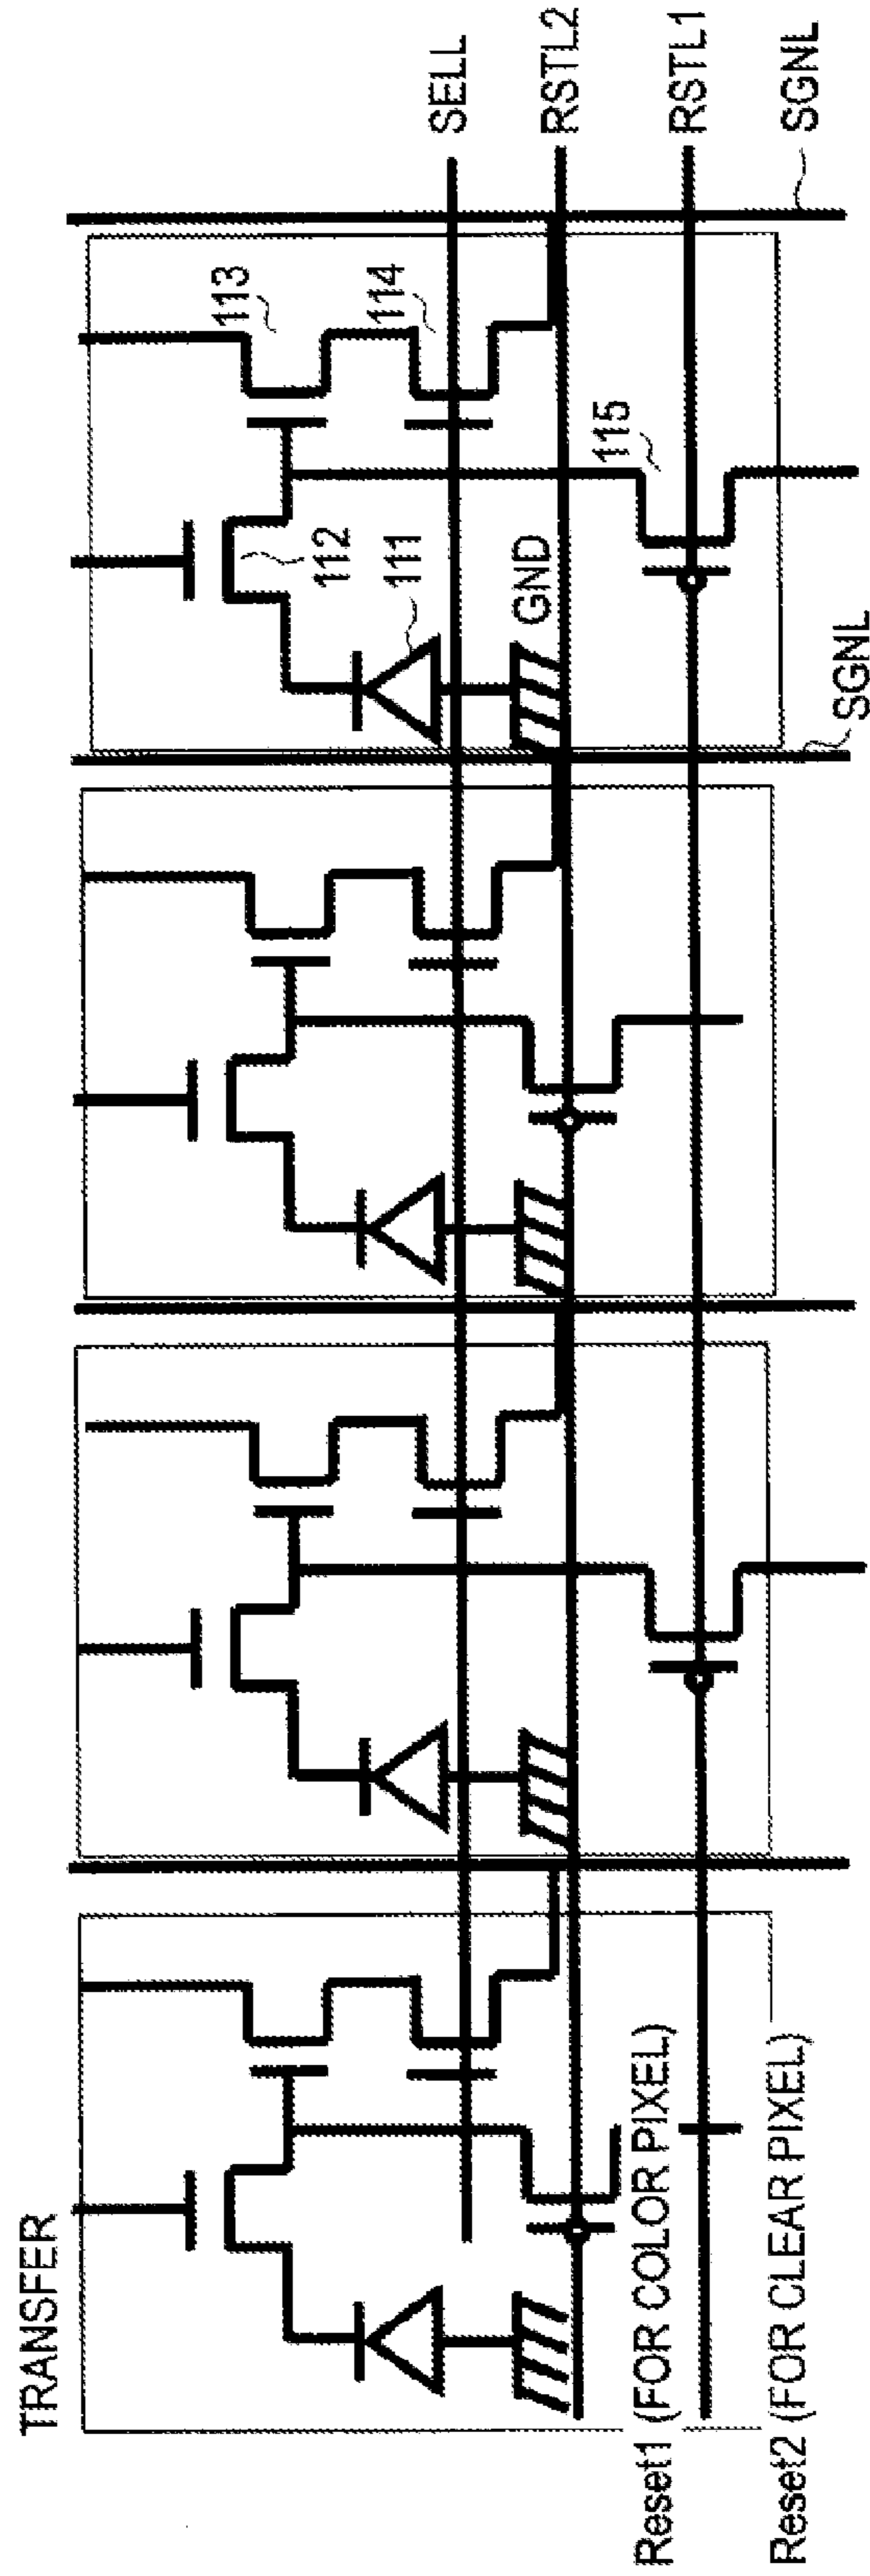 TRANSFER
113
114
SELL
RSTL2
RSTL1
SGNL
112
111
GND
115
SGNL
Reset1 (FOR COLOR PIXEL)
Reset2 (FOR CLEAR PIXEL)